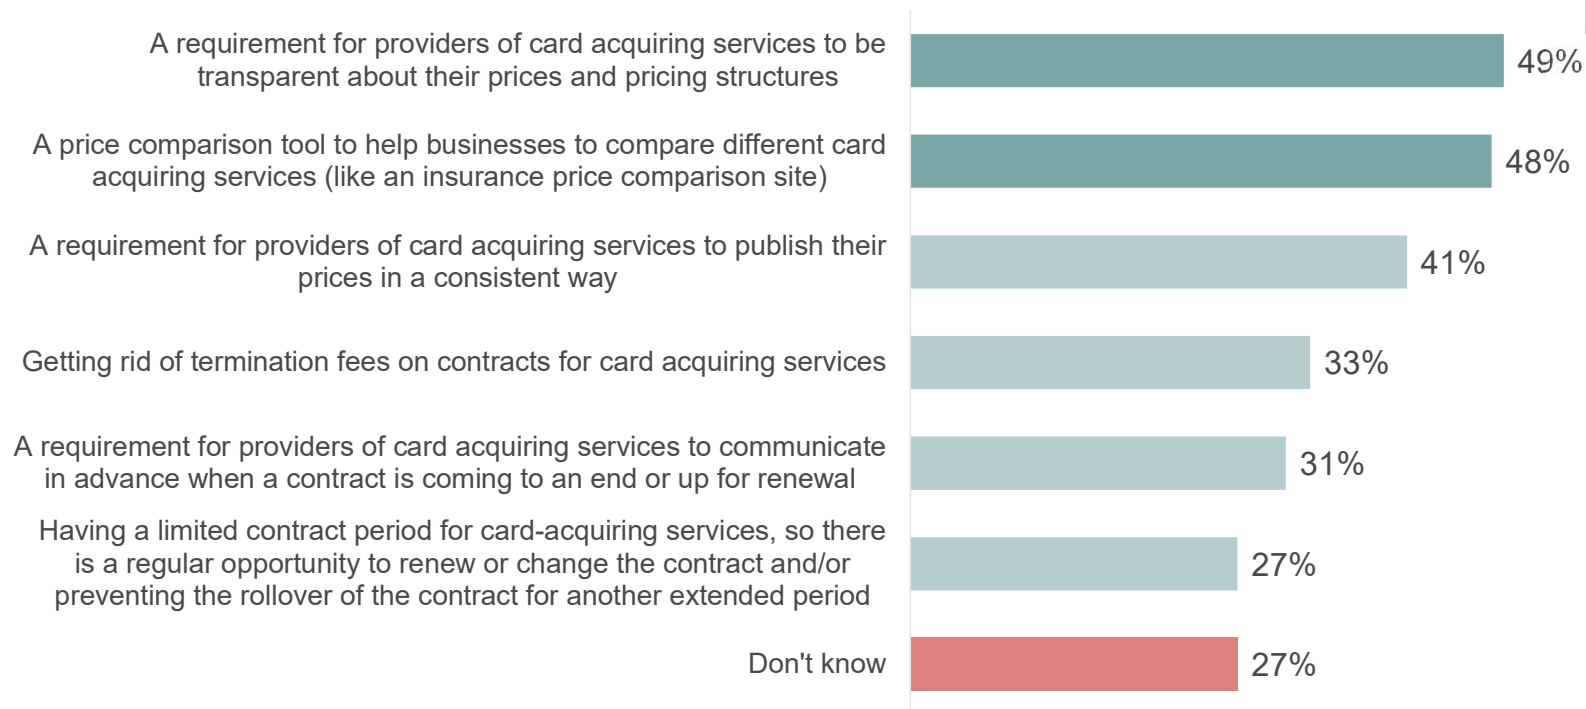 A requirement for providers of card acquiring services to be
transparent about their prices and pricing structures
49%
A price comparison tool to help businesses to compare different card
acquiring services (like an insurance price comparison site)
48%
A requirement for providers of card acquiring services to publish their
prices in a consistent way
41%
Getting rid of termination fees on contracts for card acquiring services
33%
A requirement for providers of card acquiring services to communicate
in advance when a contract is coming to an end or up for renewal
31%
Having a limited contract period for card-acquiring services, so there
is a regular opportunity to renew or change the contract and/or
preventing the rollover of the contract for another extended period
27%
Don't know
27%